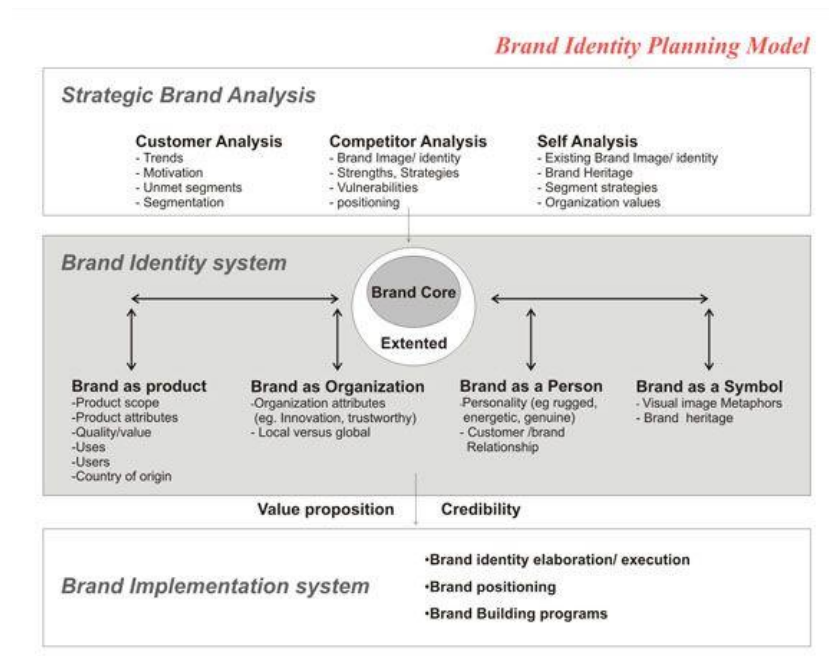 Brand Identity Planning Model
Strategic Brand Analysis
Customer Analysis
- Trends
- Motivation
- Unmet segments
- Segmentation
Competitor Analysis
- Brand Image/ identity
- Strengths, Strategies
- Vulnerabilities
- positioning
Self Analysis
- Existing Brand Image/ identity
- Brand Heritage
- Segment strategies
- Organization values
Brand Identity system
Brand Core
Extented
Brand as product
-Product scope
-Product attributes
-Quality/value
-Uses
-Users
-Country of origin
Brand as Organization
-Organization attributes
(eg. Innovation, trustworthy)
- Local versus global
Brand as a Person
-Personality (eg rugged,
energetic, genuine)
- Customer /brand
Relationship
Brand as a Symbol
- Visual image Metaphors
- Brand heritage
Value proposition
Credibility
Brand Implementation system
•Brand identity elaboration/ execution
•Brand positioning
•Brand Building programs